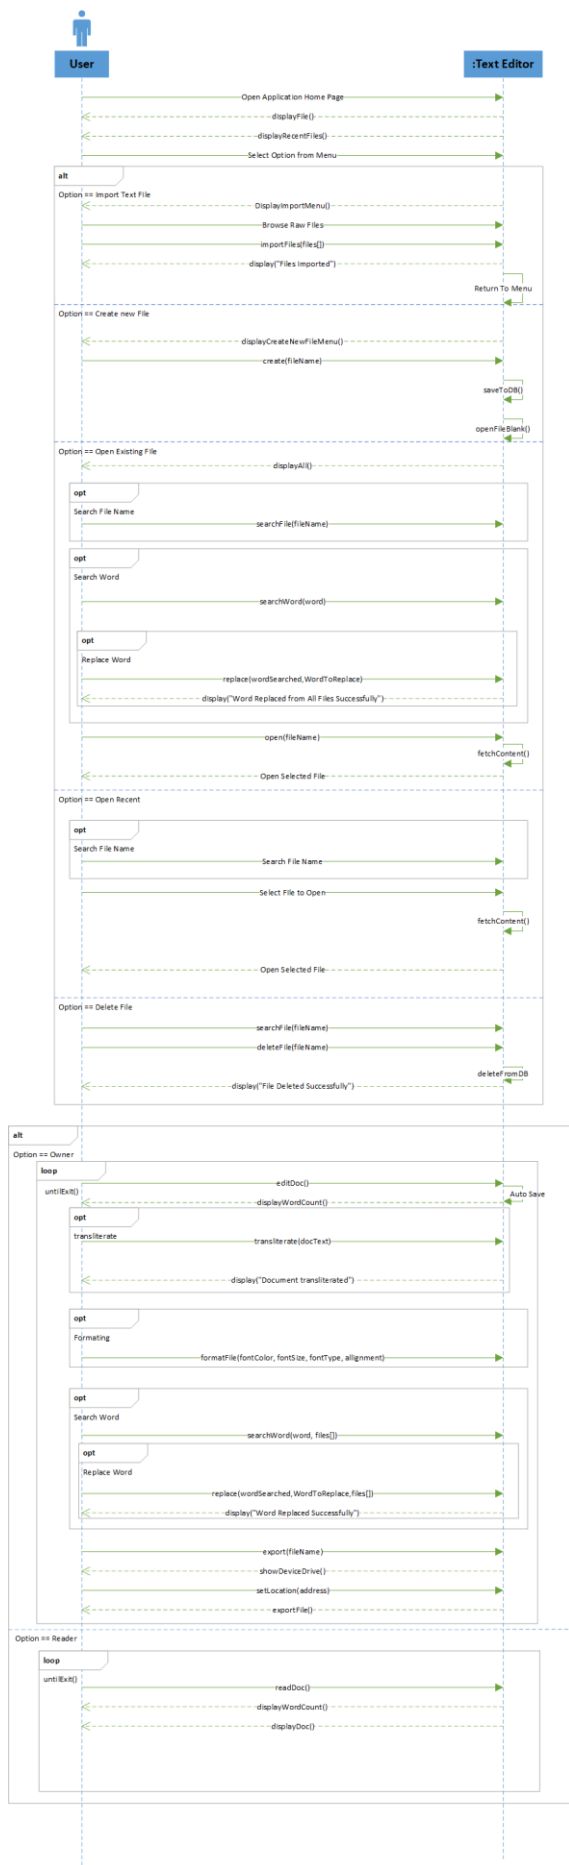 User
:Text Editor
Open Application Home Page
displayFile()
displayRecentFiles()
Select Option from Menu
alt
Option == Import Text File
DisplayImportMenu()
Browse Raw Files
importFiles(files[])
display("Files Imported")
Return To Menu
Option == Create new File
displayCreateNewFileMenu()
create(fileName)
saveToDB()
openFileBlank()
Option == Open Existing File
displayAll()
opt
Search File Name
searchFile(fileName)
opt
Search Word
searchWord(word)
opt
Replace Word
replace(wordSearched,WordToReplace)
display("Word Replaced from All Files Successfully")
open(fileName)
fetchContent()
Open Selected File
Option == Open Recent
opt
Search File Name
Search File Name
Select File to Open
fetchContent()
Open Selected File
Option == Delete File
searchFile(fileName)
deleteFile(fileName)
deleteFromDB
display("File Deleted Successfully")
alt
Option == Owner
loop
editDoc()
untilExit()
Auto Save
displayWordCount()
opt
transliterate
transliterate(docText)
display("Document transliterated")
opt
Formating
formatFile(fontColor, fontSize, fontType, allignment)
opt
Search Word
searchWord(word, files[])
opt
Replace Word
replace(wordSearched,WordToReplace,files[])
display("Word Replaced Successfully")
export(fileName)
showDeviceDrive()
setLocation(address)
exportFile()
Option == Reader
loop
untilExit()
readDoc()
displayWordCount()
displayDoc()